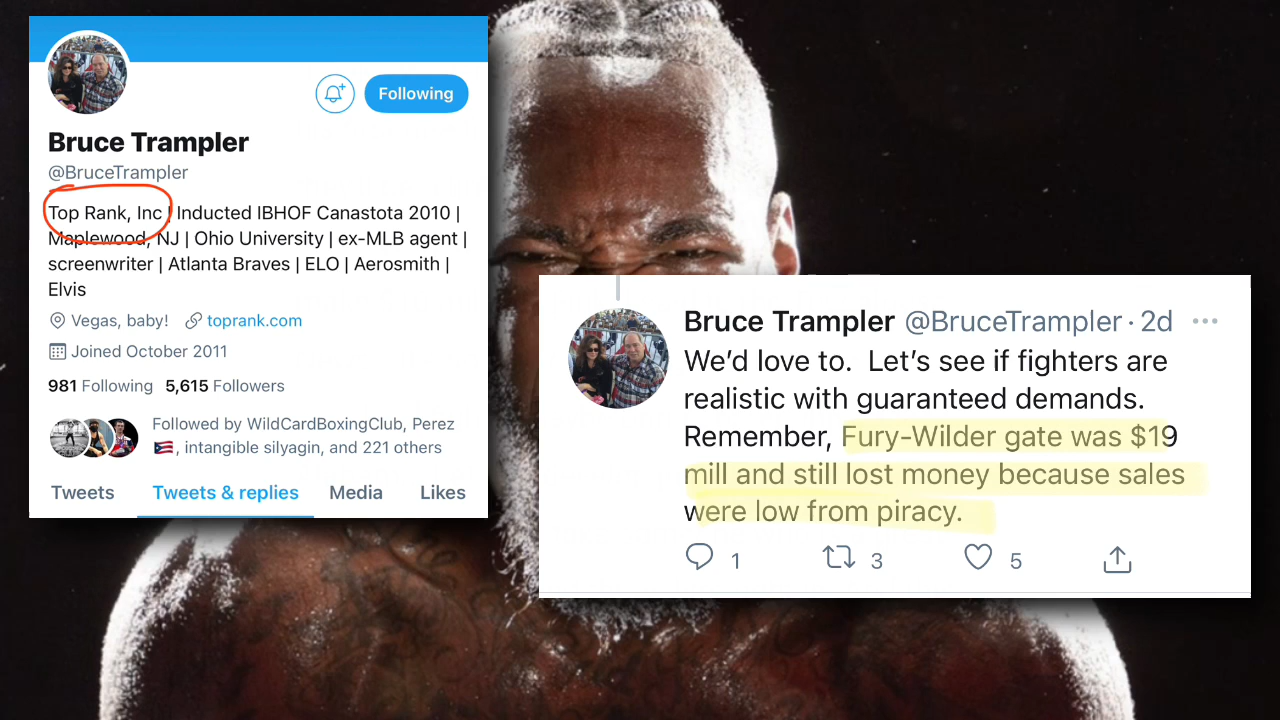 Following
Bruce Trampler
@BruceTrampler
Top Rank, Inc | Inducted IBHOF Canastota 2010 |
Maplewood, NJ | Ohio University | ex-MLB agent |
screenwriter | Atlanta Braves | ELO | Aerosmith |
Elvis
Vegas, baby! toprank.com
Joined October 2011
981 Following 5,615 Followers
Followed by WildCardBoxingClub, Perez
🇵🇷, intangible silyagin, and 221 others
Tweets Tweets & replies Media Likes
Bruce Trampler @BruceTrampler · 2d
We’d love to.  Let’s see if fighters are
realistic with guaranteed demands.
Remember, Fury-Wilder gate was $19
mill and still lost money because sales
were low from piracy.
1 3 5